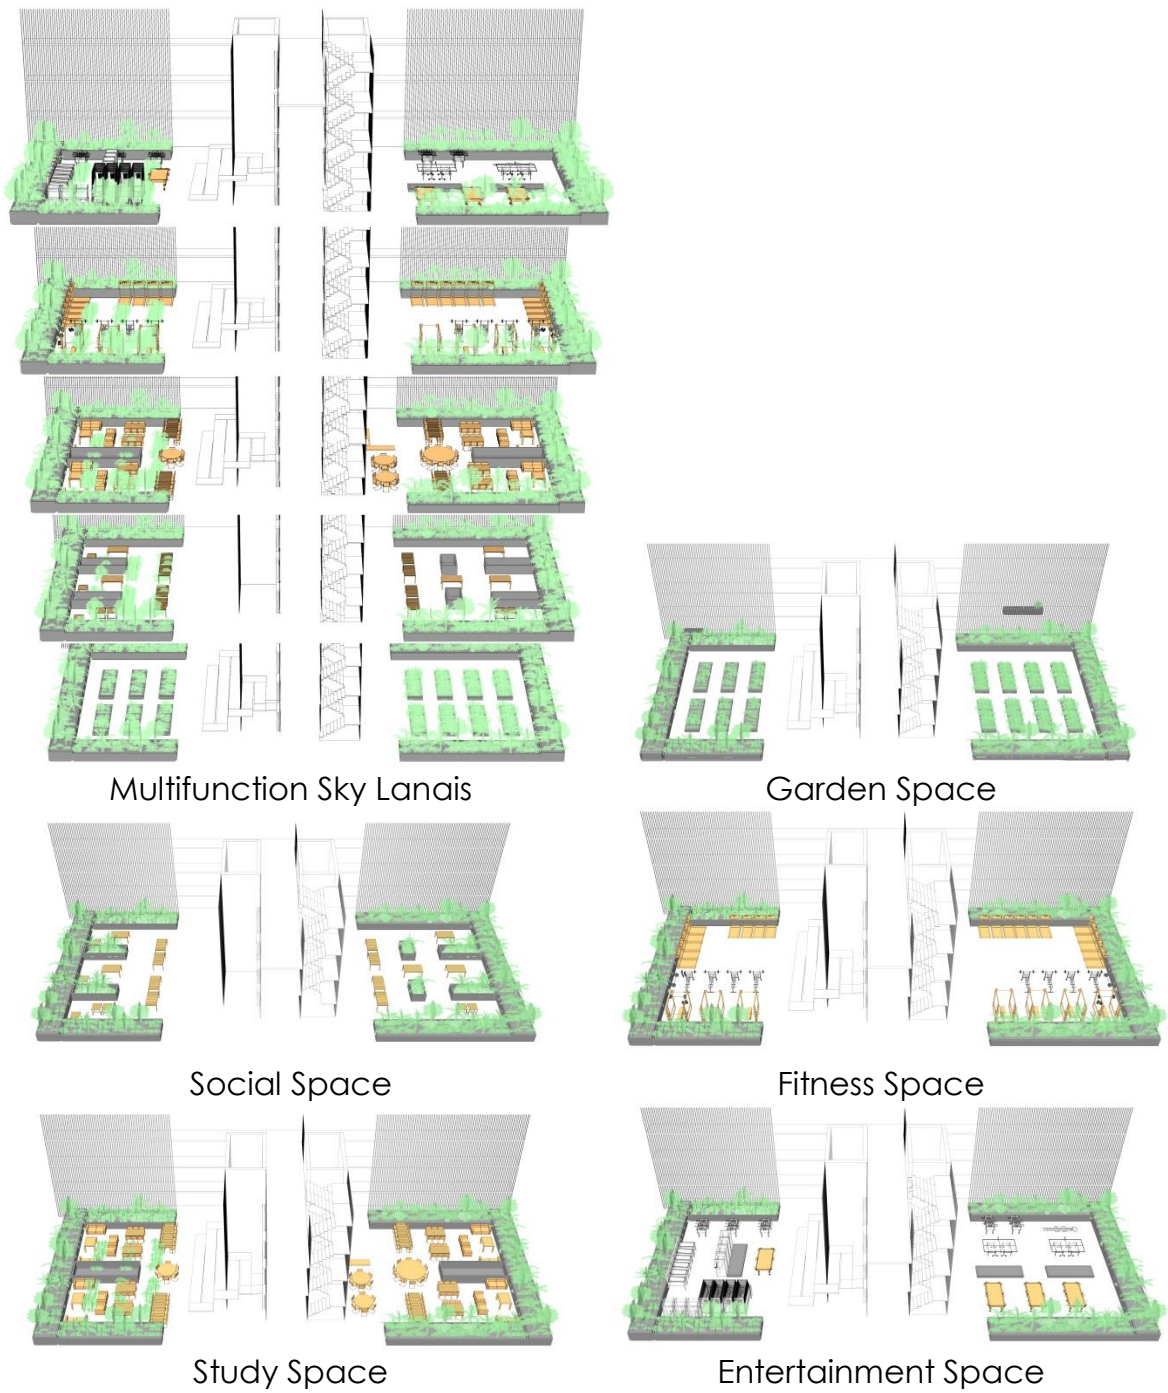 Multifunction Sky Lanais
Garden Space
Social Space
Fitness Space
Study Space
Entertainment Space